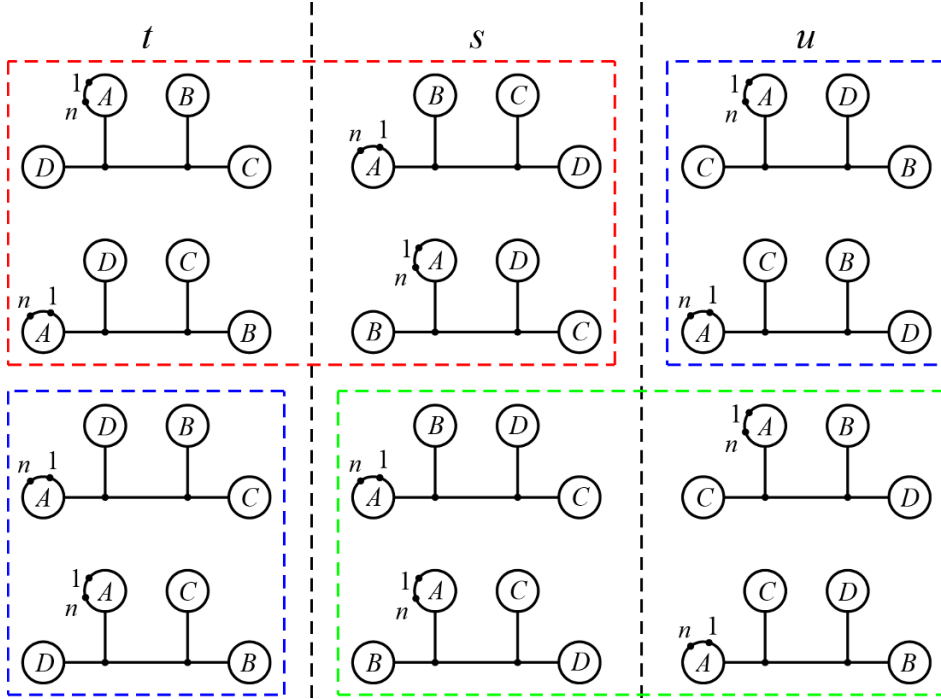 t s u
1 A B B C 1 A D
n n 1 n
D C A D C B
D C 1 A D C B
n 1 n n 1
A B B C A D
D B B D 1 A B
n 1 n 1 n
A C A C C D
1 A C 1 A C C D
n n n 1
D B B D A B